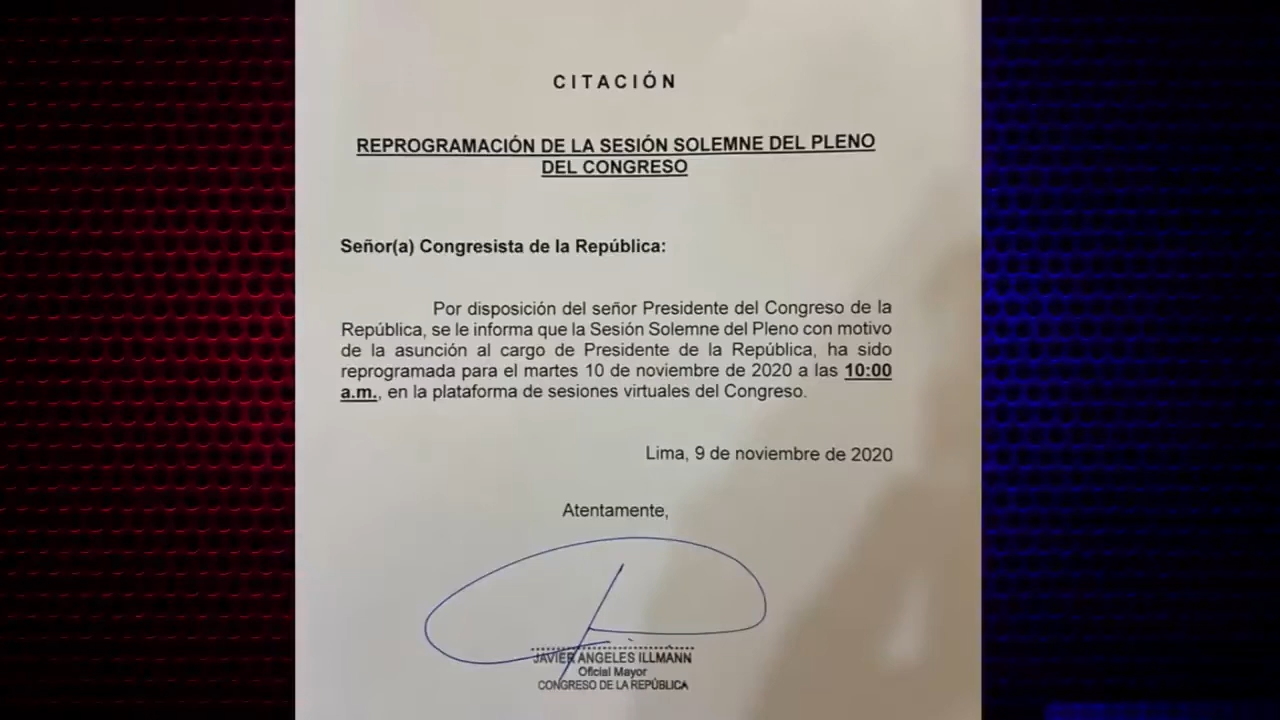 CITACIÓN
REPROGRAMACIÓN DE LA SESIÓN SOLEMNE DEL PLENO
DEL CONGRESO
Señor(a) Congresista de la República:
Por disposición del señor Presidente del Congreso de la
República, se le informa que la Sesión Solemne del Pleno con motivo
de la asunción al cargo de Presidente de la República, ha sido
reprogramada para el martes 10 de noviembre de 2020 a las 10:00
a.m., en la plataforma de sesiones virtuales del Congreso.
Lima, 9 de noviembre de 2020
Atentamente,
JAVIER ANGELES ILLMANN
Oficial Mayor
CONGRESO DE LA REPÚBLICA